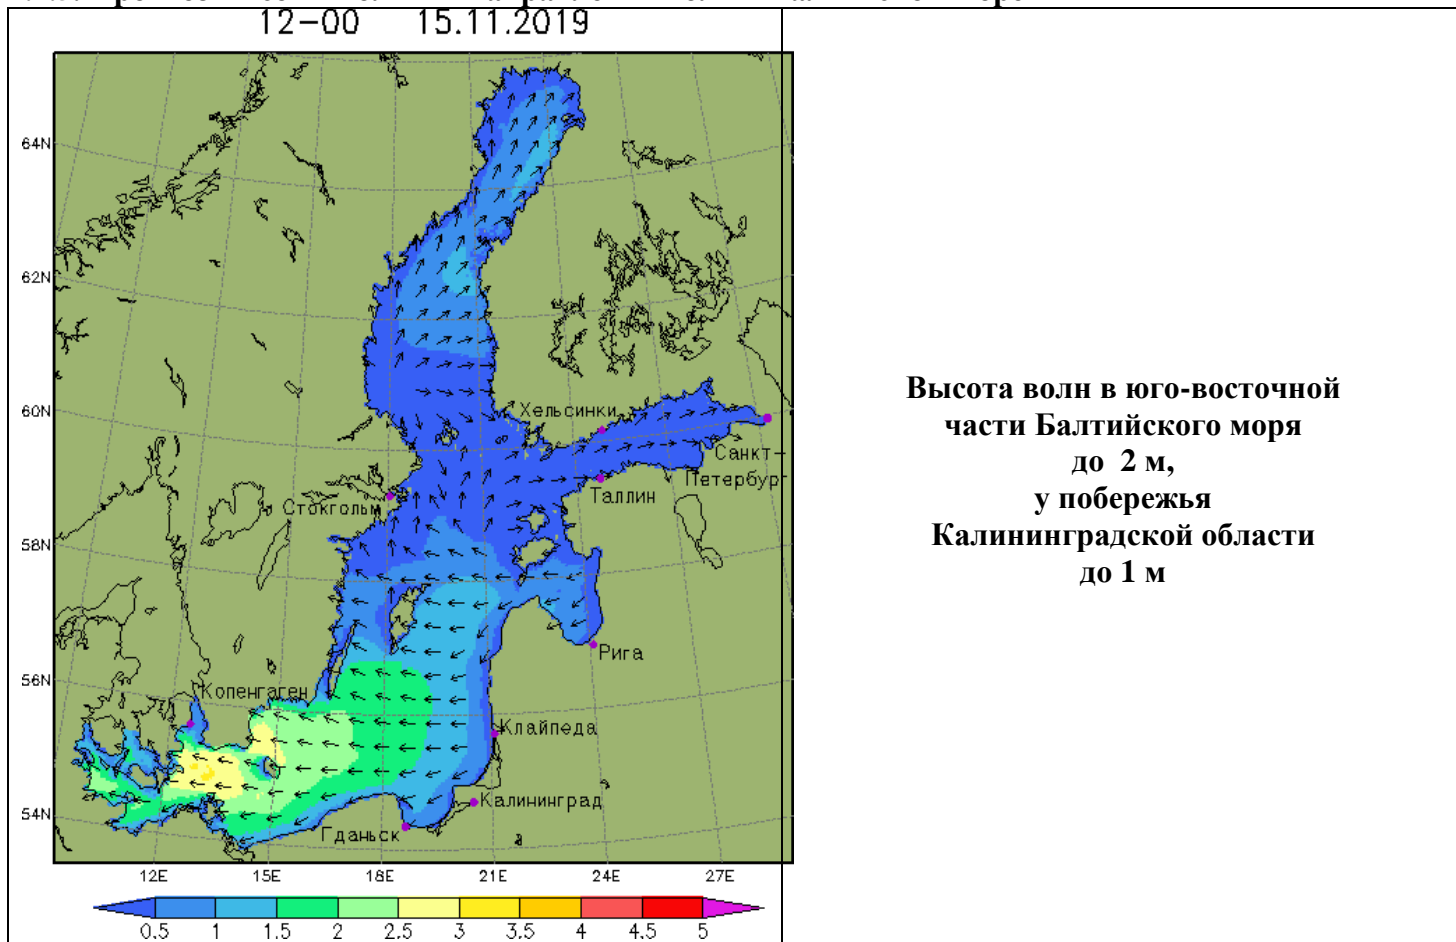 12-00 15.11.2019
64N
62N
60N
58N
56N
54N
Хельсинки
Санкт-
Петербург
Таллин
Стокгольм
Рига
Копенгаген
Клайпеда
Калининград
Гданьск
12E 15E 18E 21E 24E 27E
0.5 1 1.5 2 2.5 3 3.5 4 4.5 5
Высота волн в юго-восточной
части Балтийского моря
до 2 м,
у побережья
Калининградской области
до 1 м